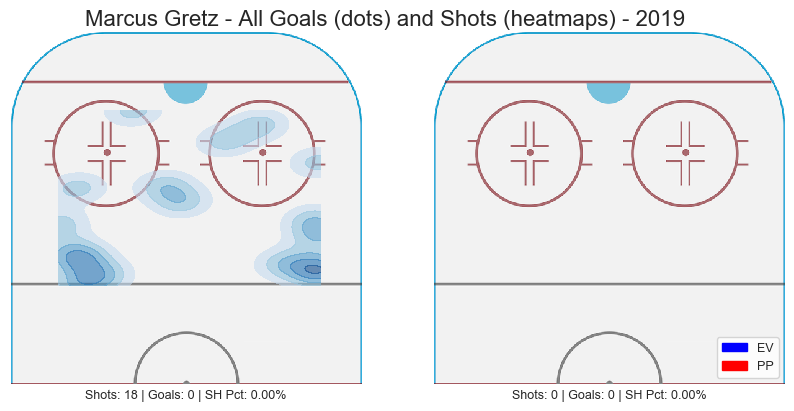 Marcus Gretz - All Goals (dots) and Shots (heatmaps) - 2019
EV
PP
Shots: 18 | Goals: 0 | SH Pct: 0.00%
Shots: 0 | Goals: 0 | SH Pct: 0.00%